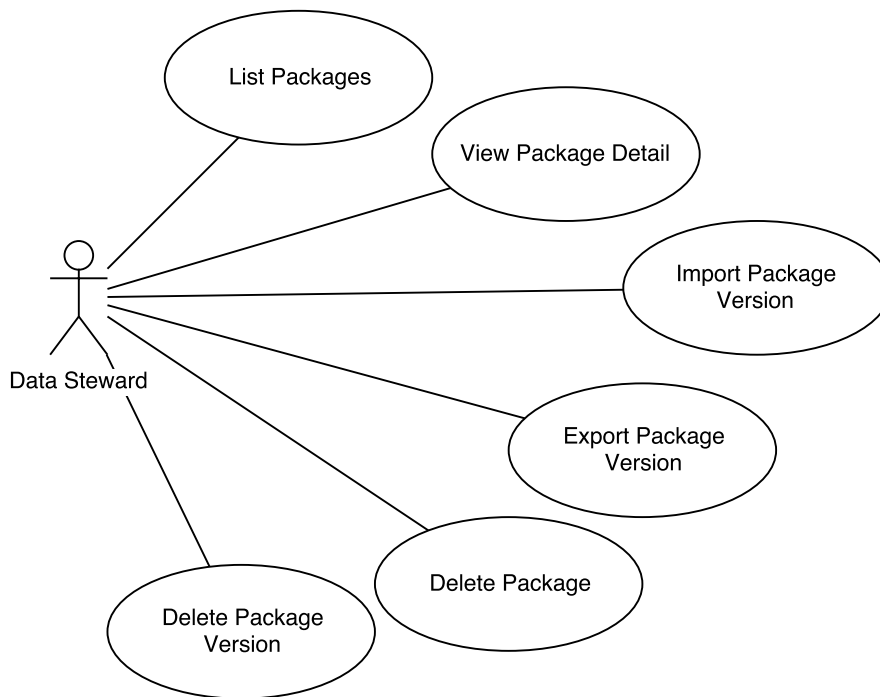 List Packages
View Package Detail
Import Package
Version
Data Steward
Export Package
Version
Delete Package
Delete Package
Version